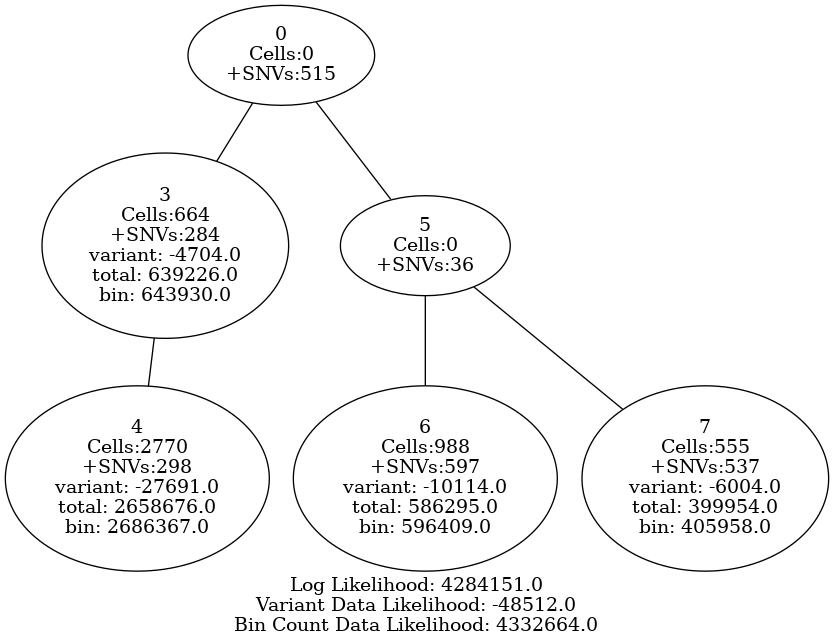 0
Cells:0
+SNVs:515
3
Cells:664
+SNVs:284
variant: -4704.0
total: 639226.0
bin: 643930.0
5
Cells:0
+SNVs:36
4
Cells:2770
+SNVs:298
variant: -27691.0
total: 2658676.0
bin: 2686367.0
6
Cells:988
+SNVs:597
variant: -10114.0
total: 586295.0
bin: 596409.0
7
Cells:555
+SNVs:537
variant: -6004.0
total: 399954.0
bin: 405958.0
Log Likelihood: 4284151.0
Variant Data Likelihood: -48512.0
Bin Count Data Likelihood: 4332664.0